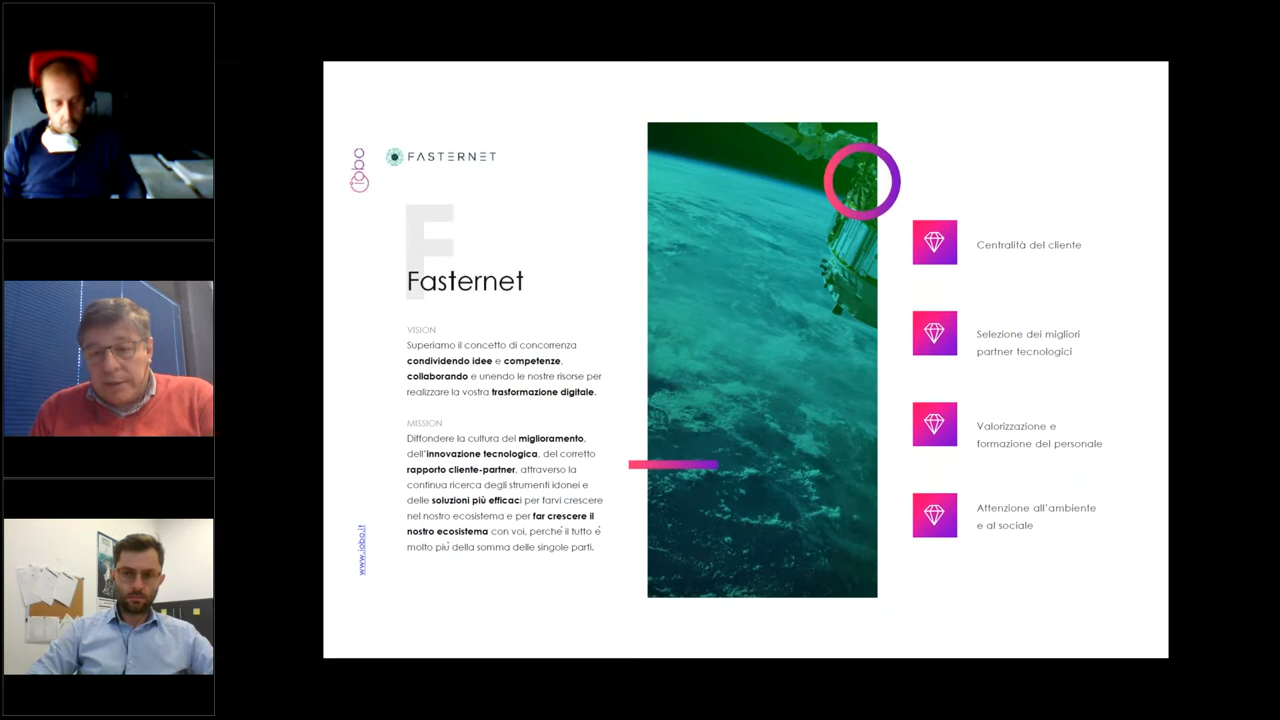 iobo
FASTERNET
F
Fasternet
VISION
Superiamo il concetto di concorrenza
condividendo idee e competenze,
collaborando e unendo le nostre risorse per
realizzare la vostra trasformazione digitale.
MISSION
Diffondere la cultura del miglioramento,
dell'innovazione tecnologica, del corretto
rapporto cliente-partner, attraverso la
continua ricerca degli strumenti idonei e
delle soluzioni più efficaci per farvi crescere
nel nostro ecosistema e per far crescere il
nostro ecosistema con voi, perché il tutto è
molto più della somma delle singole parti.
www.iobo.it
Centralità del cliente
Selezione dei migliori
partner tecnologici
Valorizzazione e
formazione del personale
Attenzione all'ambiente
e al sociale